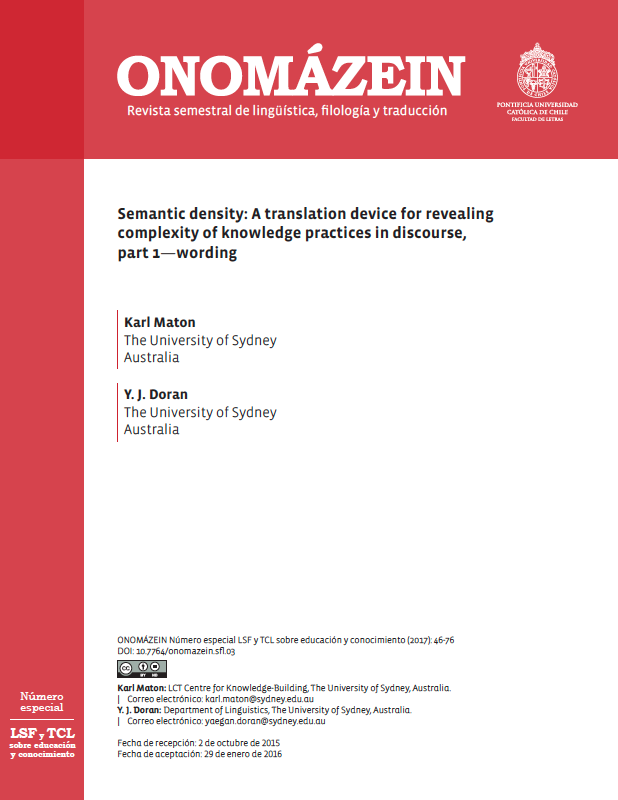 ONOMÁZEIN
Revista semestral de lingüística, filología y traducción
PONTIFICIA UNIVERSIDAD
CATÓLICA DE CHILE
FACULTAD DE LETRAS
Semantic density: A translation device for revealing
complexity of knowledge practices in discourse,
part 1—wording
Karl Maton
The University of Sydney
Australia
Y. J. Doran
The University of Sydney
Australia
ONOMÁZEIN Número especial LSF y TCL sobre educación y conocimiento (2017): 46-76
DOI: 10.7764/onomazein.sfl.03
cc
BY ND
Karl Maton: LCT Centre for Knowledge-Building, The University of Sydney, Australia.
| Correo electrónico: karl.maton@sydney.edu.au
Y. J. Doran: Department of Linguistics, The University of Sydney, Australia.
| Correo electrónico: yaegan.doran@sydney.edu.au
Fecha de recepción: 2 de octubre de 2015
Fecha de aceptación: 29 de enero de 2016
Número
especial
LSF y TCL
sobre educación
y conocimiento